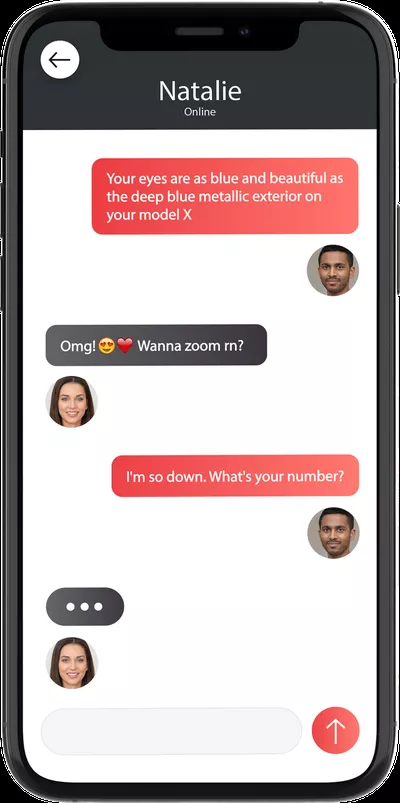 Natalie
Online
Your eyes are as blue and beautiful as
the deep blue metallic exterior on
your model X
Omg!😍❤️ Wanna zoom rn?
I'm so down. What's your number?